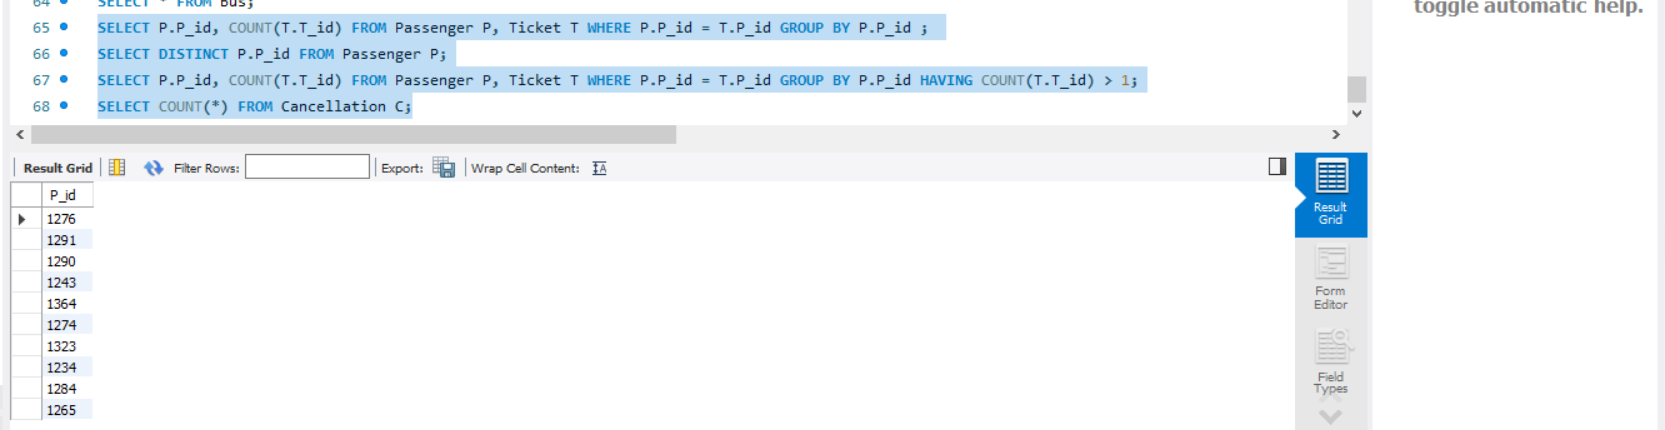 64 SELECT * FROM Bus;
toggle automatic help.
65 SELECT P.P_id, COUNT(T.T_id) FROM Passenger P, Ticket T WHERE P.P_id = T.P_id GROUP BY P.P_id ;
66 SELECT DISTINCT P.P_id FROM Passenger P;
67 SELECT P.P_id, COUNT(T.T_id) FROM Passenger P, Ticket T WHERE P.P_id = T.P_id GROUP BY P.P_id HAVING COUNT(T.T_id) > 1;
68 SELECT COUNT(*) FROM Cancellation C;
Result Grid Filter Rows: Export: Wrap Cell Content: IA
P_id
1276
1291
1290
1243
1364
1274
1323
1234
1284
1265
Result
Grid
Form
Editor
Field
Types